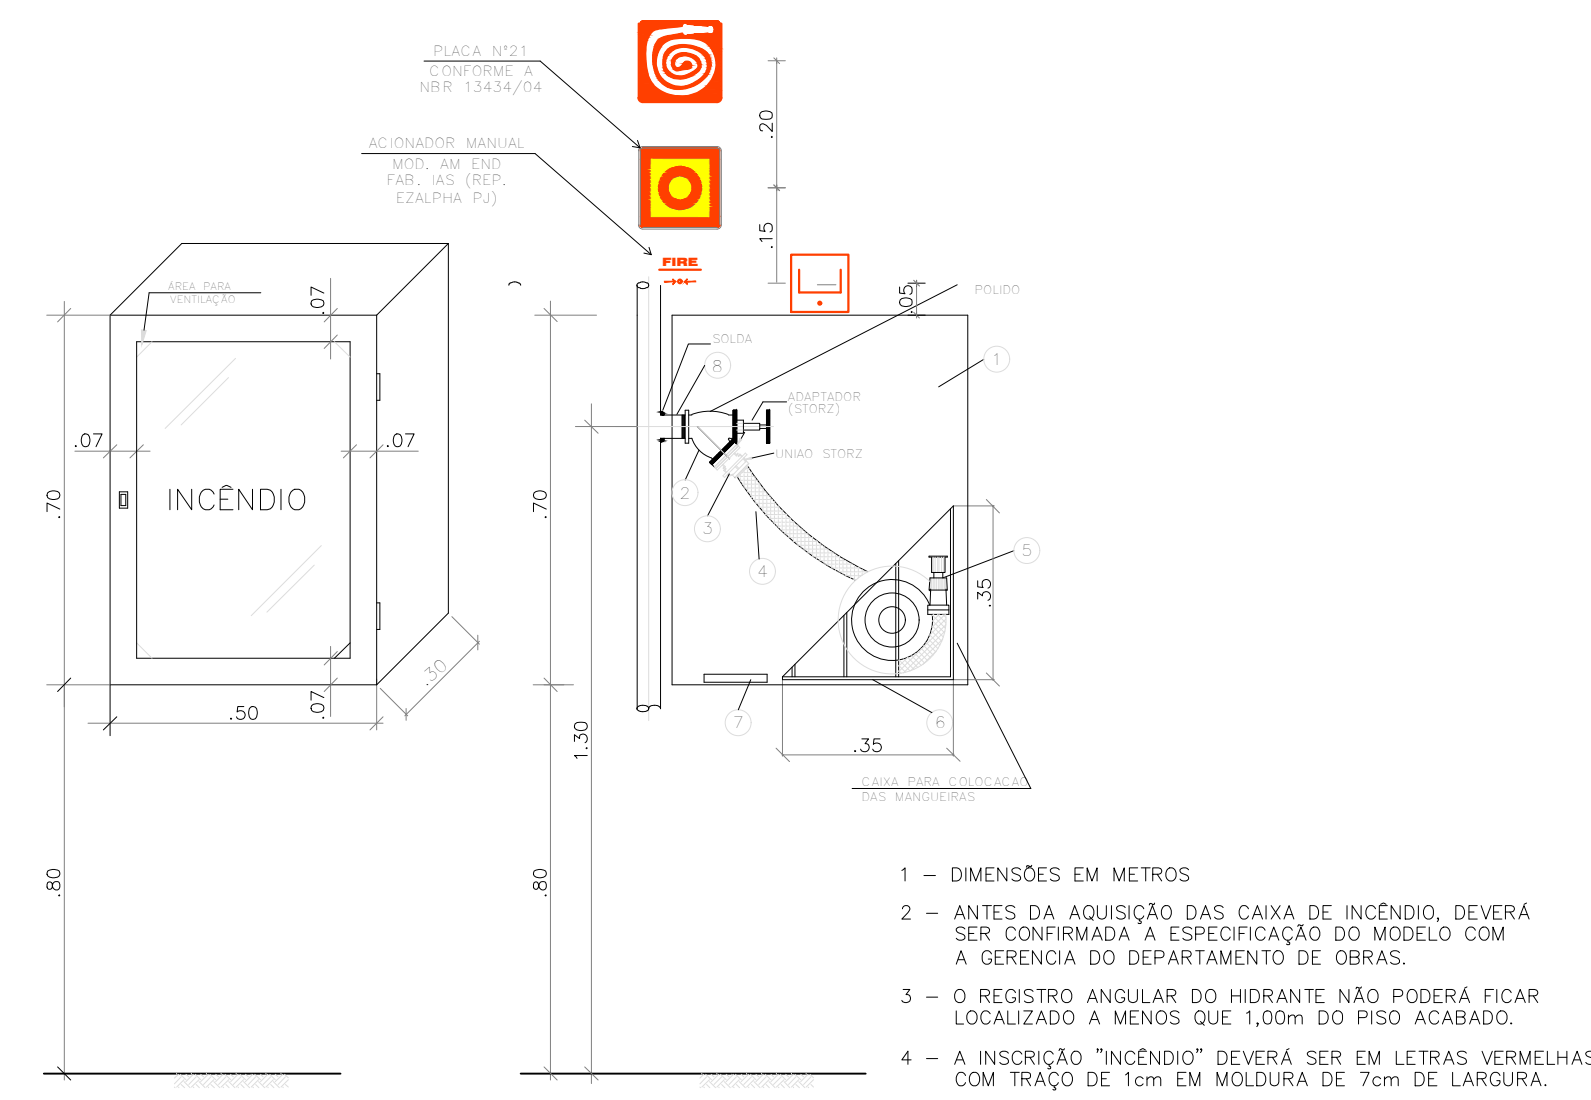 PLACA N°21
CONFORME A
NBR 13434/04
ACIONADOR MANUAL
MOD. AM END
FAB. IAS (REP.
EZALPHA PJ)
FIRE
.20
.15
.05
POLIDO
ÁREA PARA
VENTILAÇÃO
.07
.07
.07
.07
.70
INCÊNDIO
.50
.30
.80
SOLDA
8
1
ADAPTADOR
(STORZ)
UNIAO STORZ
2
3
4
5
.70
.35
7
6
.35
1.30
.80
CAIXA PARA COLOCACAO
DAS MANGUEIRAS
1 – DIMENSÕES EM METROS
2 – ANTES DA AQUISIÇÃO DAS CAIXA DE INCÊNDIO, DEVERÁ
SER CONFIRMADA A ESPECIFICAÇÃO DO MODELO COM
A GERENCIA DO DEPARTAMENTO DE OBRAS.
3 – O REGISTRO ANGULAR DO HIDRANTE NÃO PODERÁ FICAR
LOCALIZADO A MENOS QUE 1,00m DO PISO ACABADO.
4 – A INSCRIÇÃO "INCÊNDIO" DEVERÁ SER EM LETRAS VERMELHAS
COM TRAÇO DE 1cm EM MOLDURA DE 7cm DE LARGURA.